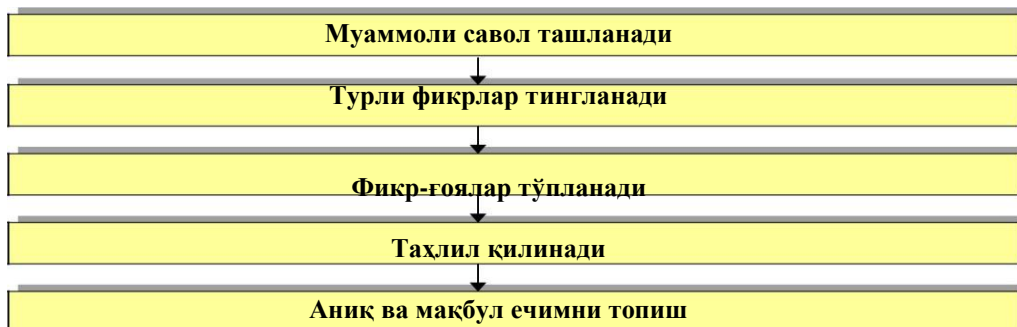 Муаммоли савол ташланади
Турли фикрлар тингланади
Фикр-ғоялар тўпланади
Таҳлил қилинади
Аниқ ва мақбул ечимни топиш